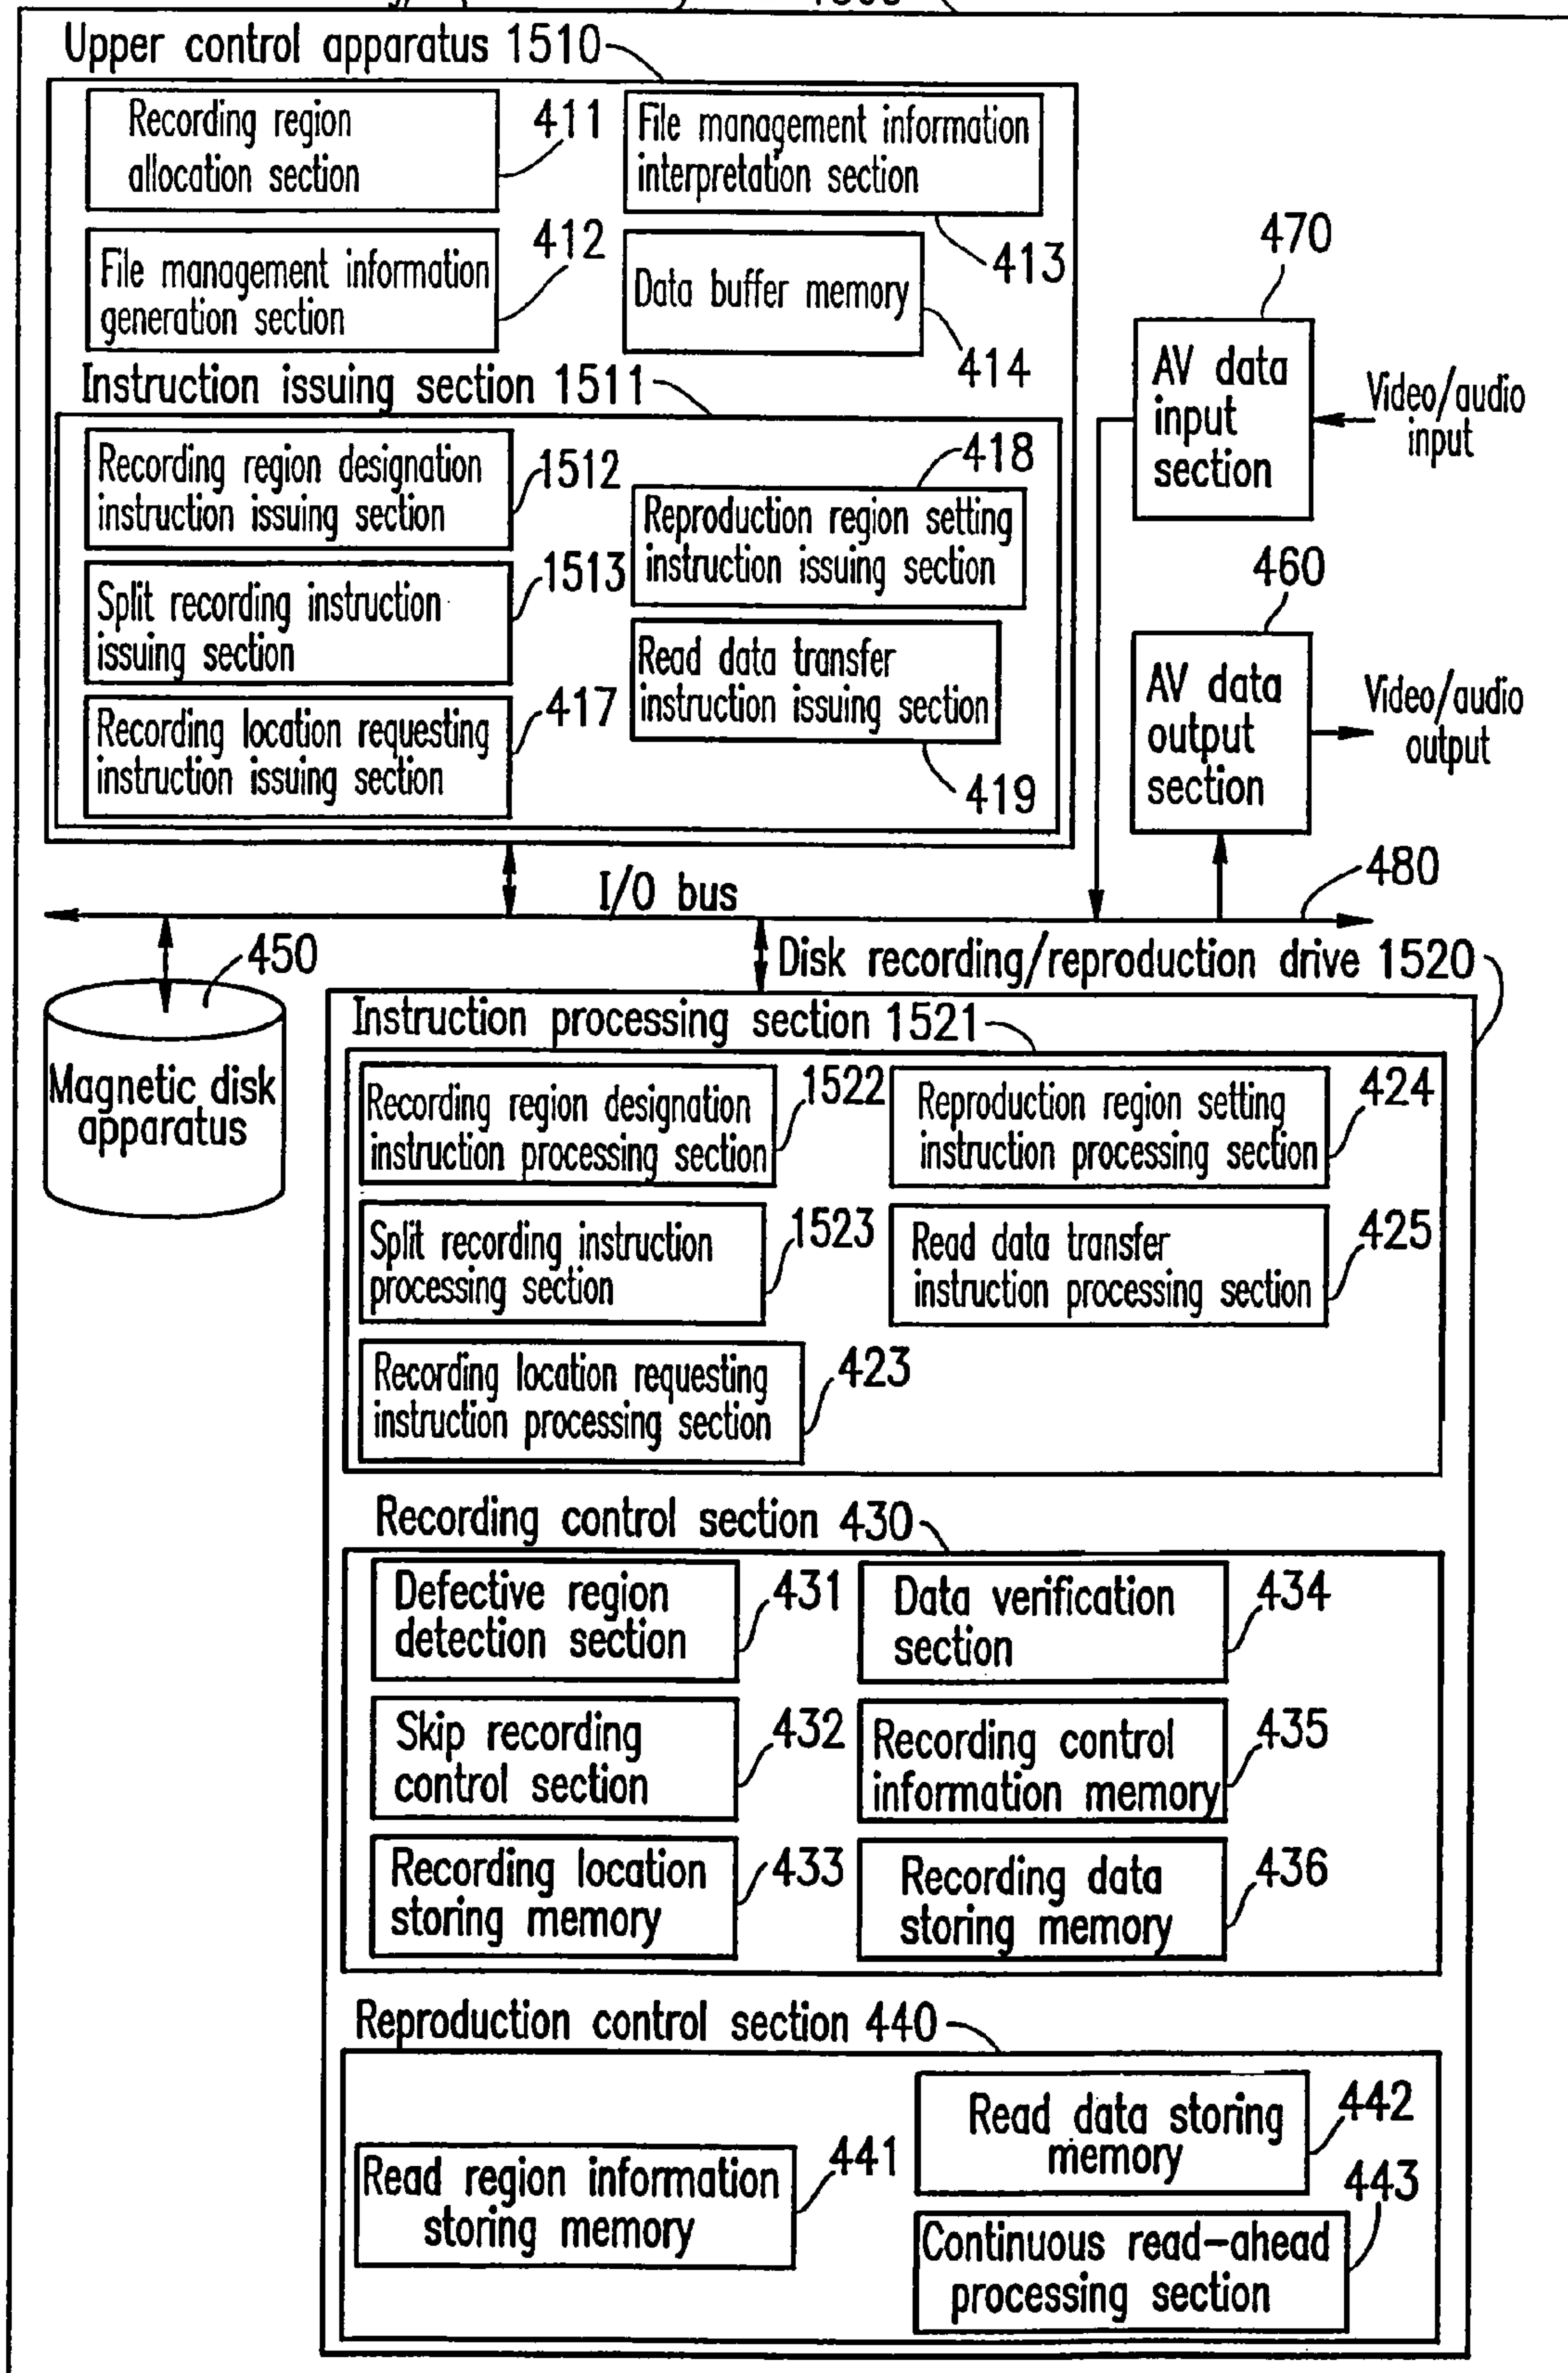 Upper control apparatus 1510
Recording region
allocation section
411
File management information
interpretation section
413
File management information
generation section
412
Data buffer memory
414
Instruction issuing section 1511
Recording region designation
instruction issuing section
1512
418
Reproduction region setting
instruction issuing section
Split recording instruction
issuing section
1513
Read data transfer
instruction issuing section
419
Recording location requesting
instruction issuing section
417
470
AV data
input
section
Video/audio
input
460
AV data
output
section
Video/audio
output
I/O bus
480
450
Magnetic disk
apparatus
Disk recording/reproduction drive 1520
Instruction processing section 1521
Recording region designation
instruction processing section
1522
Reproduction region setting
instruction processing section
424
Split recording instruction
processing section
1523
Read data transfer
instruction processing section
425
Recording location requesting
instruction processing section
423
Recording control section 430
Defective region
detection section
431
Data verification
section
434
Skip recording
control section
432
Recording control
information memory
435
Recording location
storing memory
433
Recording data
storing memory
436
Reproduction control section 440
Read region information
storing memory
441
Read data storing
memory
442
443
Continuous read-ahead
processing section